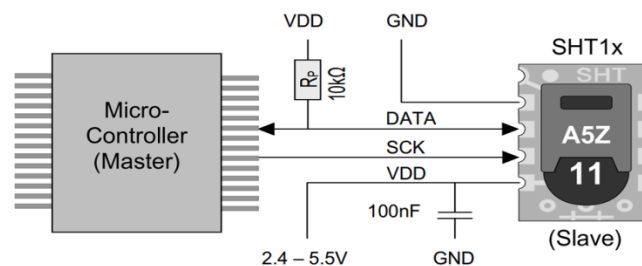 VDD
GND
SHT1x
SHT
Micro-
Controller
(Master)
RP
10kΩ
DATA
SCK
VDD
A5Z
11
100nF
2.4 – 5.5V
GND
(Slave)